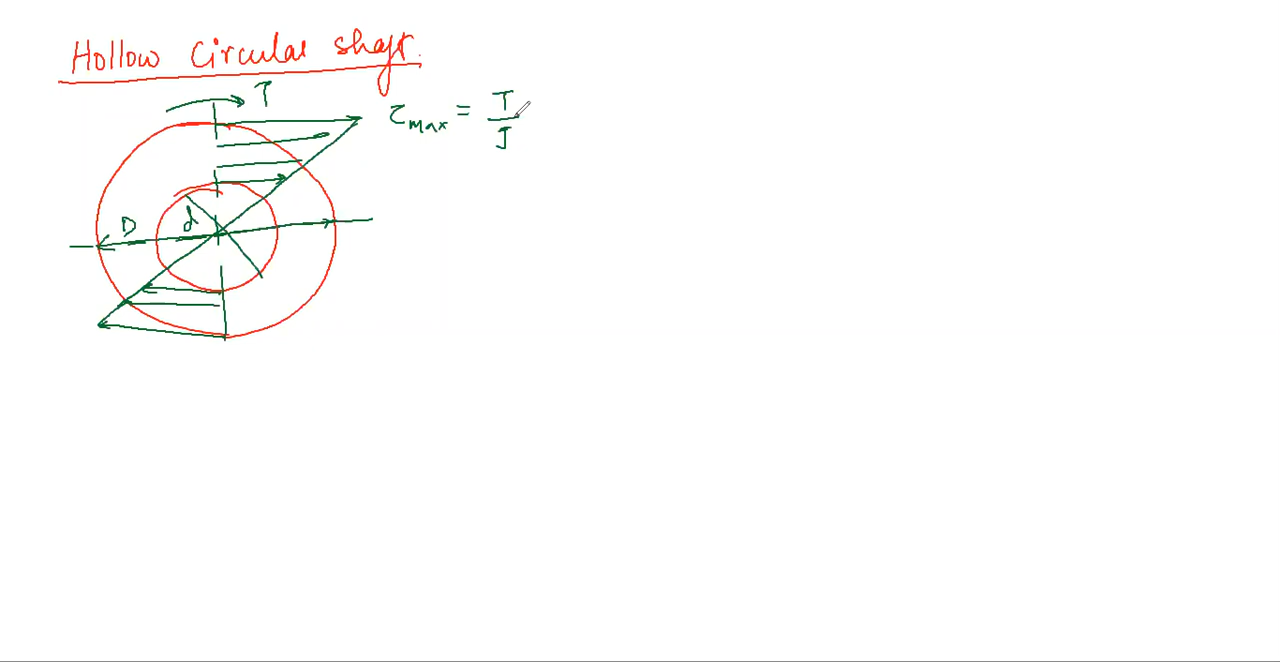 Hollow Circular shaft.
T
τmax = T/J
D
d